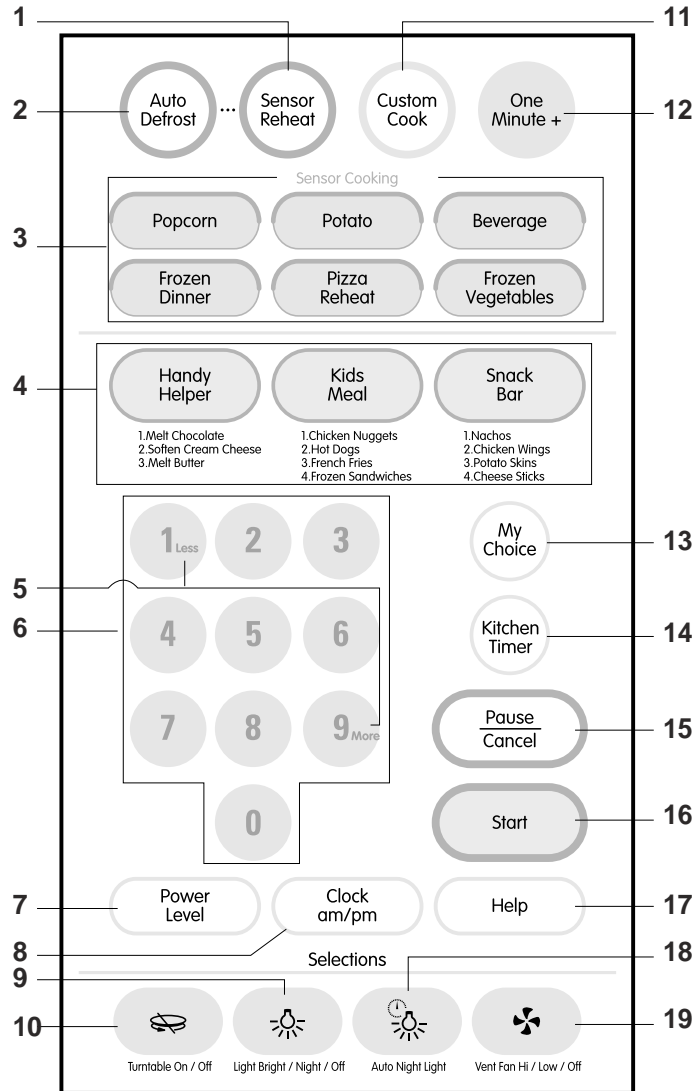 1
11
2
Auto
Defrost
...
Sensor
Reheat
Custom
Cook
One
Minute +
12
Sensor Cooking
3
Popcorn
Potato
Beverage
Frozen
Dinner
Pizza
Reheat
Frozen
Vegetables
4
Handy
Helper
Kids
Meal
Snack
Bar
1.Melt Chocolate
2.Soften Cream Cheese
3.Melt Butter
1.Chicken Nuggets
2.Hot Dogs
3.French Fries
4.Frozen Sandwiches
1.Nachos
2.Chicken Wings
3.Potato Skins
4.Cheese Sticks
1 Less
2
3
My
Choice
13
5
6
4
5
6
Kitchen
Timer
14
7
8
9 More
Pause
Cancel
15
0
Start
16
7
Power
Level
Clock
am/pm
Help
17
8
Selections
18
9
10
19
Turntable On / Off
Light Bright / Night / Off
Auto Night Light
Vent Fan Hi / Low / Off